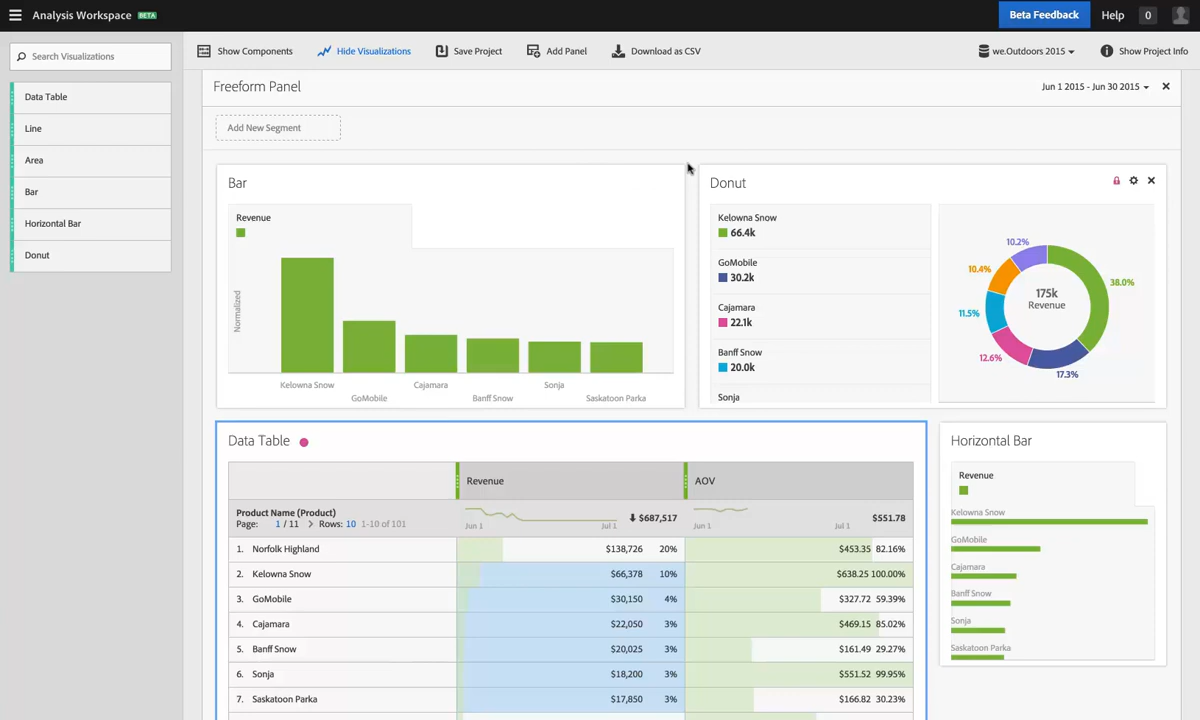 Analysis Workspace BETA
Beta Feedback
Help
0
Search Visualizations
Show Components
Hide Visualizations
Save Project
Add Panel
Download as CSV
we.Outdoors 2015
Show Project Info
Data Table
Line
Area
Bar
Horizontal Bar
Donut
Freeform Panel
Jun 1 2015 - Jun 30 2015
Add New Segment
Bar
Revenue
Normalized
Kelowna Snow
GoMobile
Cajamara
Banff Snow
Sonja
Saskatoon Parka
Donut
Kelowna Snow
66.4k
GoMobile
30.2k
Cajamara
22.1k
Banff Snow
20.0k
Sonja
10.2%
10.4%
38.0%
175k
Revenue
11.5%
12.6%
17.3%
Data Table
Revenue
AOV
Product Name (Product)
Page: 1 / 11 > Rows: 10 1-10 of 101
Jun 1
Jul 1
$687,517
Jun 1
Jul 1
$551.78
1. Norfolk Highland $138,726 20% $453.35 82.16%
2. Kelowna Snow $66,378 10% $638.25 100.00%
3. GoMobile $30,150 4% $327.72 59.39%
4. Cajamara $22,050 3% $469.15 85.02%
5. Banff Snow $20,025 3% $161.49 29.27%
6. Sonja $18,200 3% $551.52 99.95%
7. Saskatoon Parka $17,850 3% $166.82 30.23%
Horizontal Bar
Revenue
Kelowna Snow
GoMobile
Cajamara
Banff Snow
Sonja
Saskatoon Parka